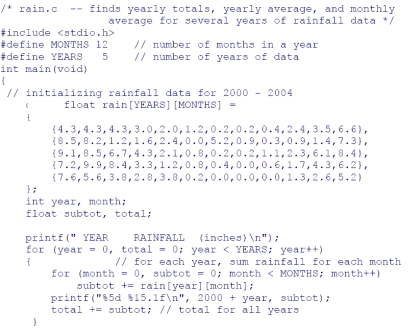 /* rain.c  -- finds yearly totals, yearly average, and monthly
              average for several years of rainfall data */
#include <stdio.h>
#define MONTHS 12    // number of months in a year
#define YEARS   5    // number of years of data
int main(void)
{
 // initializing rainfall data for 2000 - 2004
   (     float rain[YEARS][MONTHS] =
   {
       {4.3,4.3,4.3,3.0,2.0,1.2,0.2,0.2,0.4,2.4,3.5,6.6},
       {8.5,8.2,1.2,1.6,2.4,0.0,5.2,0.9,0.3,0.9,1.4,7.3},
       {9.1,8.5,6.7,4.3,2.1,0.8,0.2,0.2,1.1,2.3,6.1,8.4},
       {7.2,9.9,8.4,3.3,1.2,0.8,0.4,0.0,0.6,1.7,4.3,6.2},
       {7.6,5.6,3.8,2.8,3.8,0.2,0.0,0.0,0.0,1.3,2.6,5.2}
   };
   int year, month;
   float subtot, total;
   printf(" YEAR    RAINFALL  (inches)\n");
   for (year = 0, total = 0; year < YEARS; year++)
   {             // for each year, sum rainfall for each month
       for (month = 0, subtot = 0; month < MONTHS; month++)
           subtot += rain[year][month];
       printf("%5d %15.1f\n", 2000 + year, subtot);
       total += subtot; // total for all years
    }